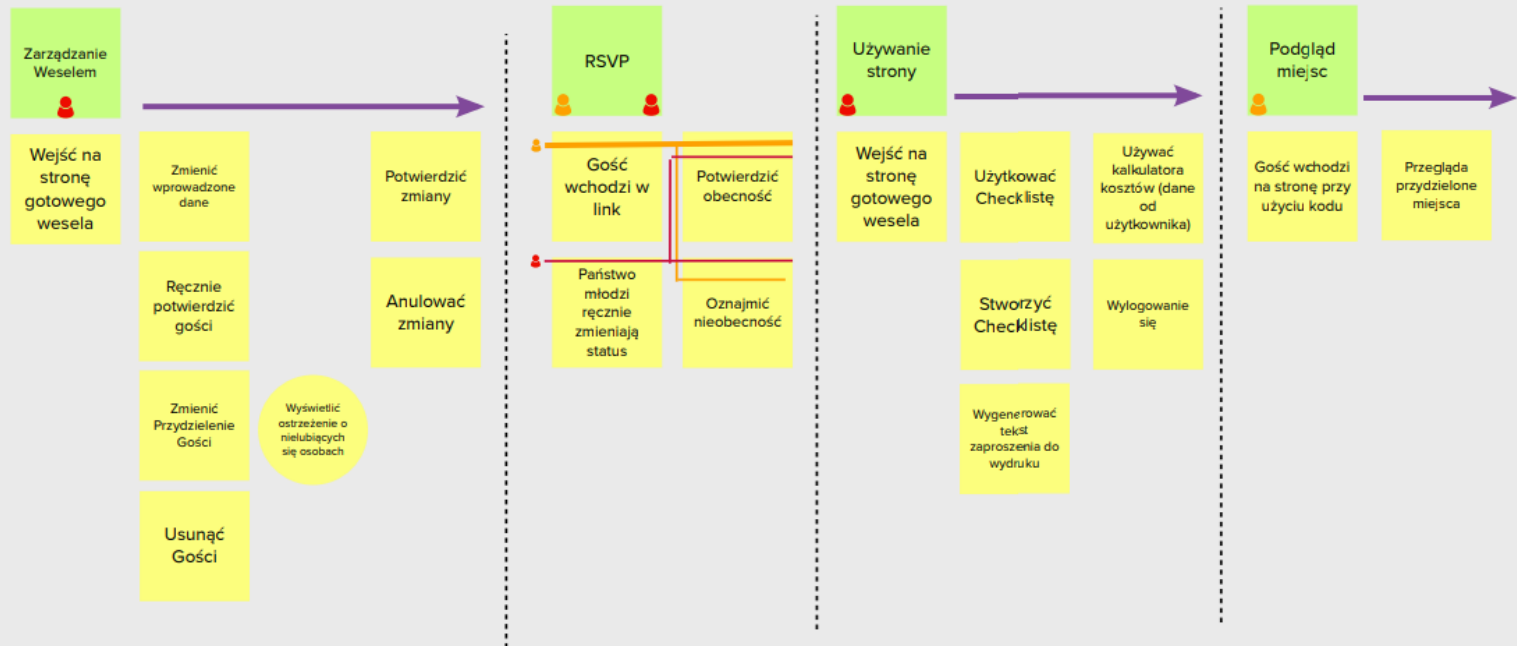 Zarządzanie
Weselem
Wejść na
stronę
gotowego
wesela
Zmienić
wprowadzone
dane
Potwierdzić
zmiany
Ręcznie
potwierdzić
gości
Anulować
zmiany
Zmienić
Przydzielenie
Gości
Wyświetlić
ostrzeżenie o
nielubiących
się osobach
Usunąć
Gości
RSVP
Gość
wchodzi w
link
Potwierdzić
obecność
Państwo
młodzi
ręcznie
zmieniają
status
Oznajmić
nieobecność
Używanie
strony
Wejść na
stronę
gotowego
wesela
Użytkować
Checklistę
Używać
kalkulatora
kosztów (dane
od
użytkownika)
Stworzyć
Checklistę
Wylogowanie
się
Wygenerować
tekst
zaproszenia do
wydruku
Podgląd
miejsc
Gość wchodzi
na stronę przy
użyciu kodu
Przegląda
przydzielone
miejsca